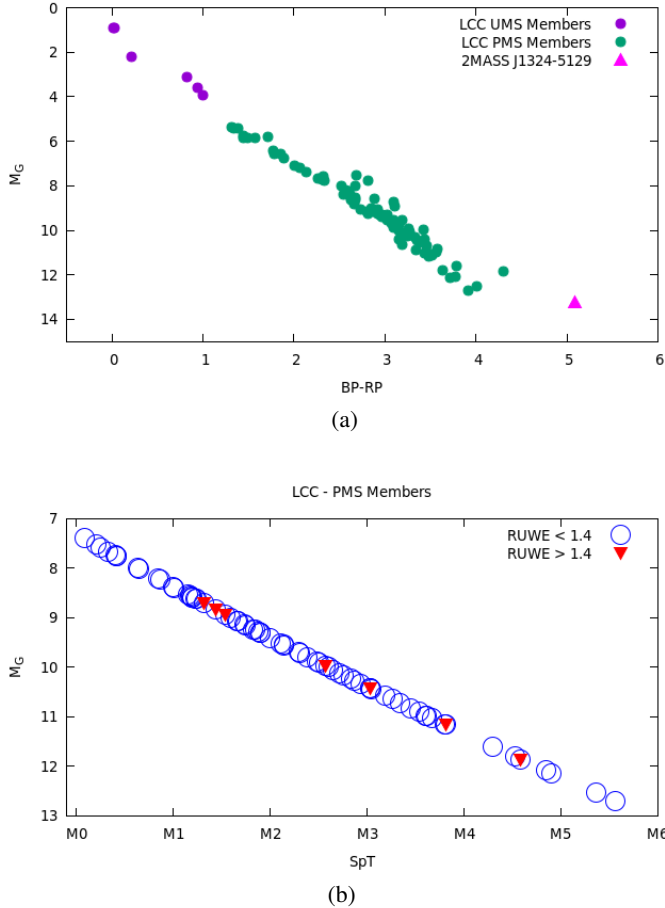 0
2
4
6
8
10
12
14
M_G
LCC UMS Members
LCC PMS Members
2MASS J1324-5129
0 1 2 3 4 5 6
BP-RP
(a)
LCC - PMS Members
7
8
9
10
11
12
13
M_G
RUWE < 1.4
RUWE > 1.4
M0 M1 M2 M3 M4 M5 M6
SpT
(b)